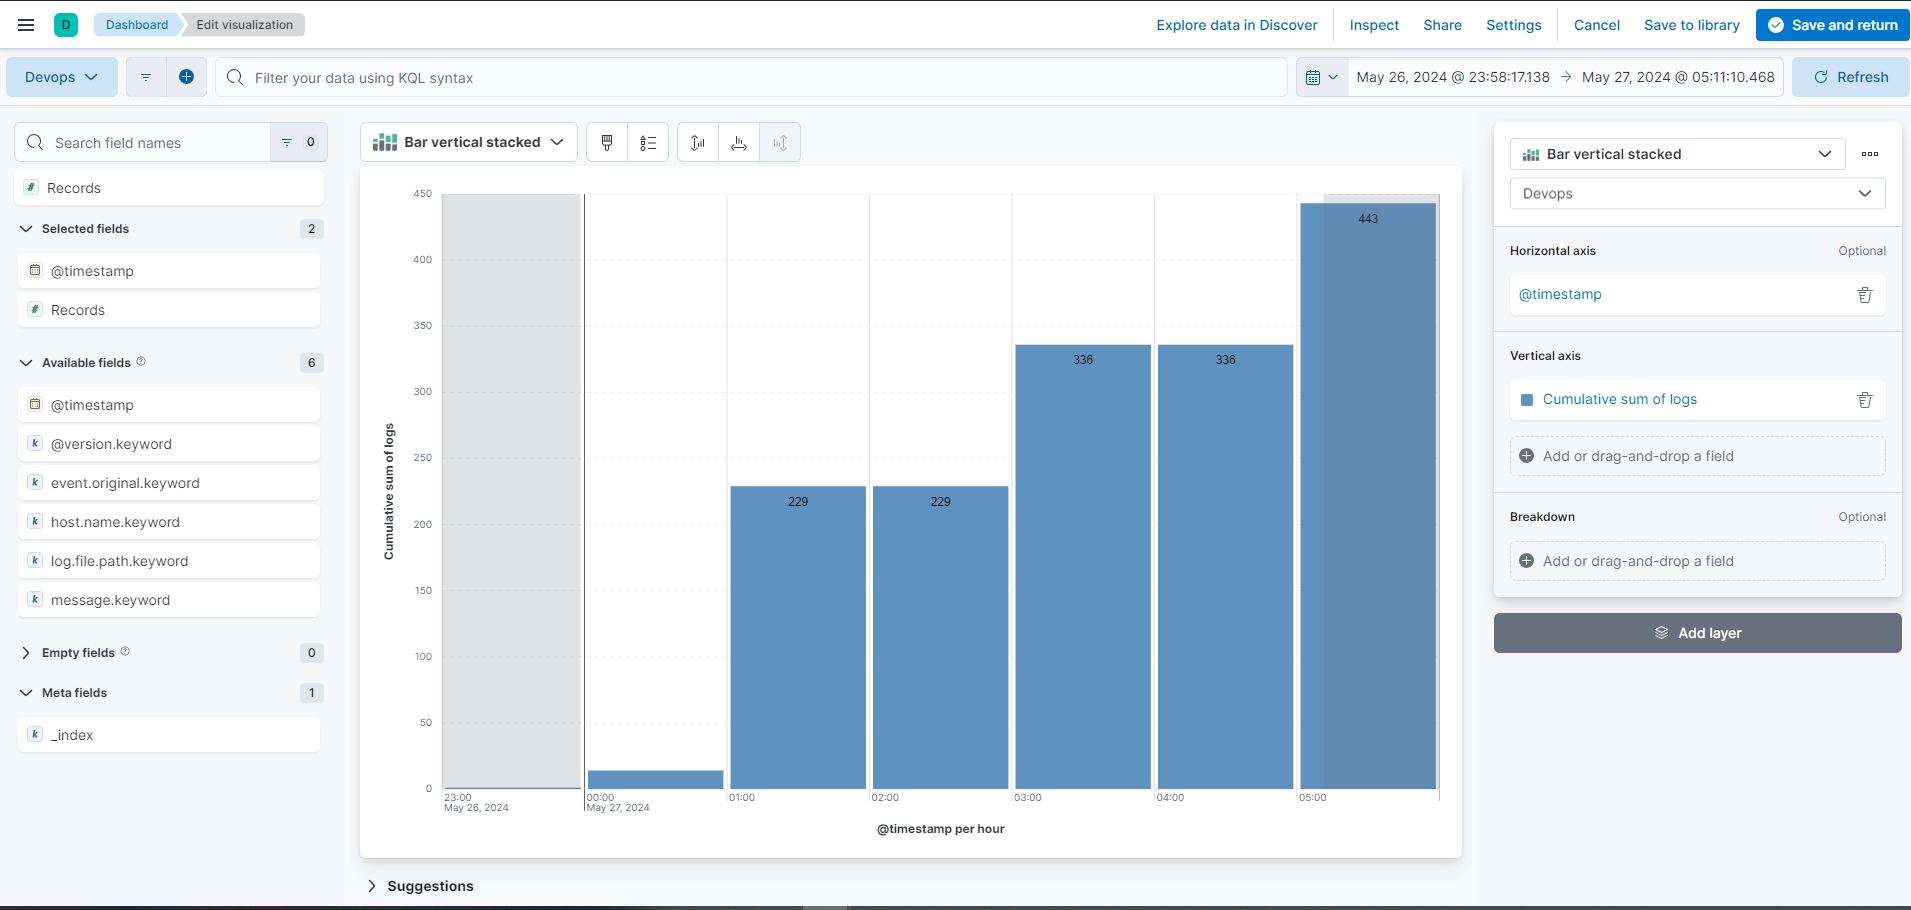 D Dashboard Edit visualization Explore data in Discover Inspect Share Settings Cancel Save to library Save and return
Devops Filter your data using KQL syntax May 26, 2024 @ 23:58:17.138 → May 27, 2024 @ 05:11:10.468 Refresh
Search field names 0
# Records
Selected fields 2
@timestamp
# Records
Available fields 6
@timestamp
k @version.keyword
k event.original.keyword
k host.name.keyword
k log.file.path.keyword
k message.keyword
Empty fields 0
Meta fields 1
k _index
Bar vertical stacked
Cumulative sum of logs
450
400
350
300
250
200
150
100
50
0
229
229
336
336
443
23:00
May 26, 2024
00:00
May 27, 2024
01:00
02:00
03:00
04:00
05:00
@timestamp per hour
Suggestions
Bar vertical stacked
Devops
Horizontal axis Optional
@timestamp
Vertical axis
Cumulative sum of logs
Add or drag-and-drop a field
Breakdown Optional
Add or drag-and-drop a field
Add layer